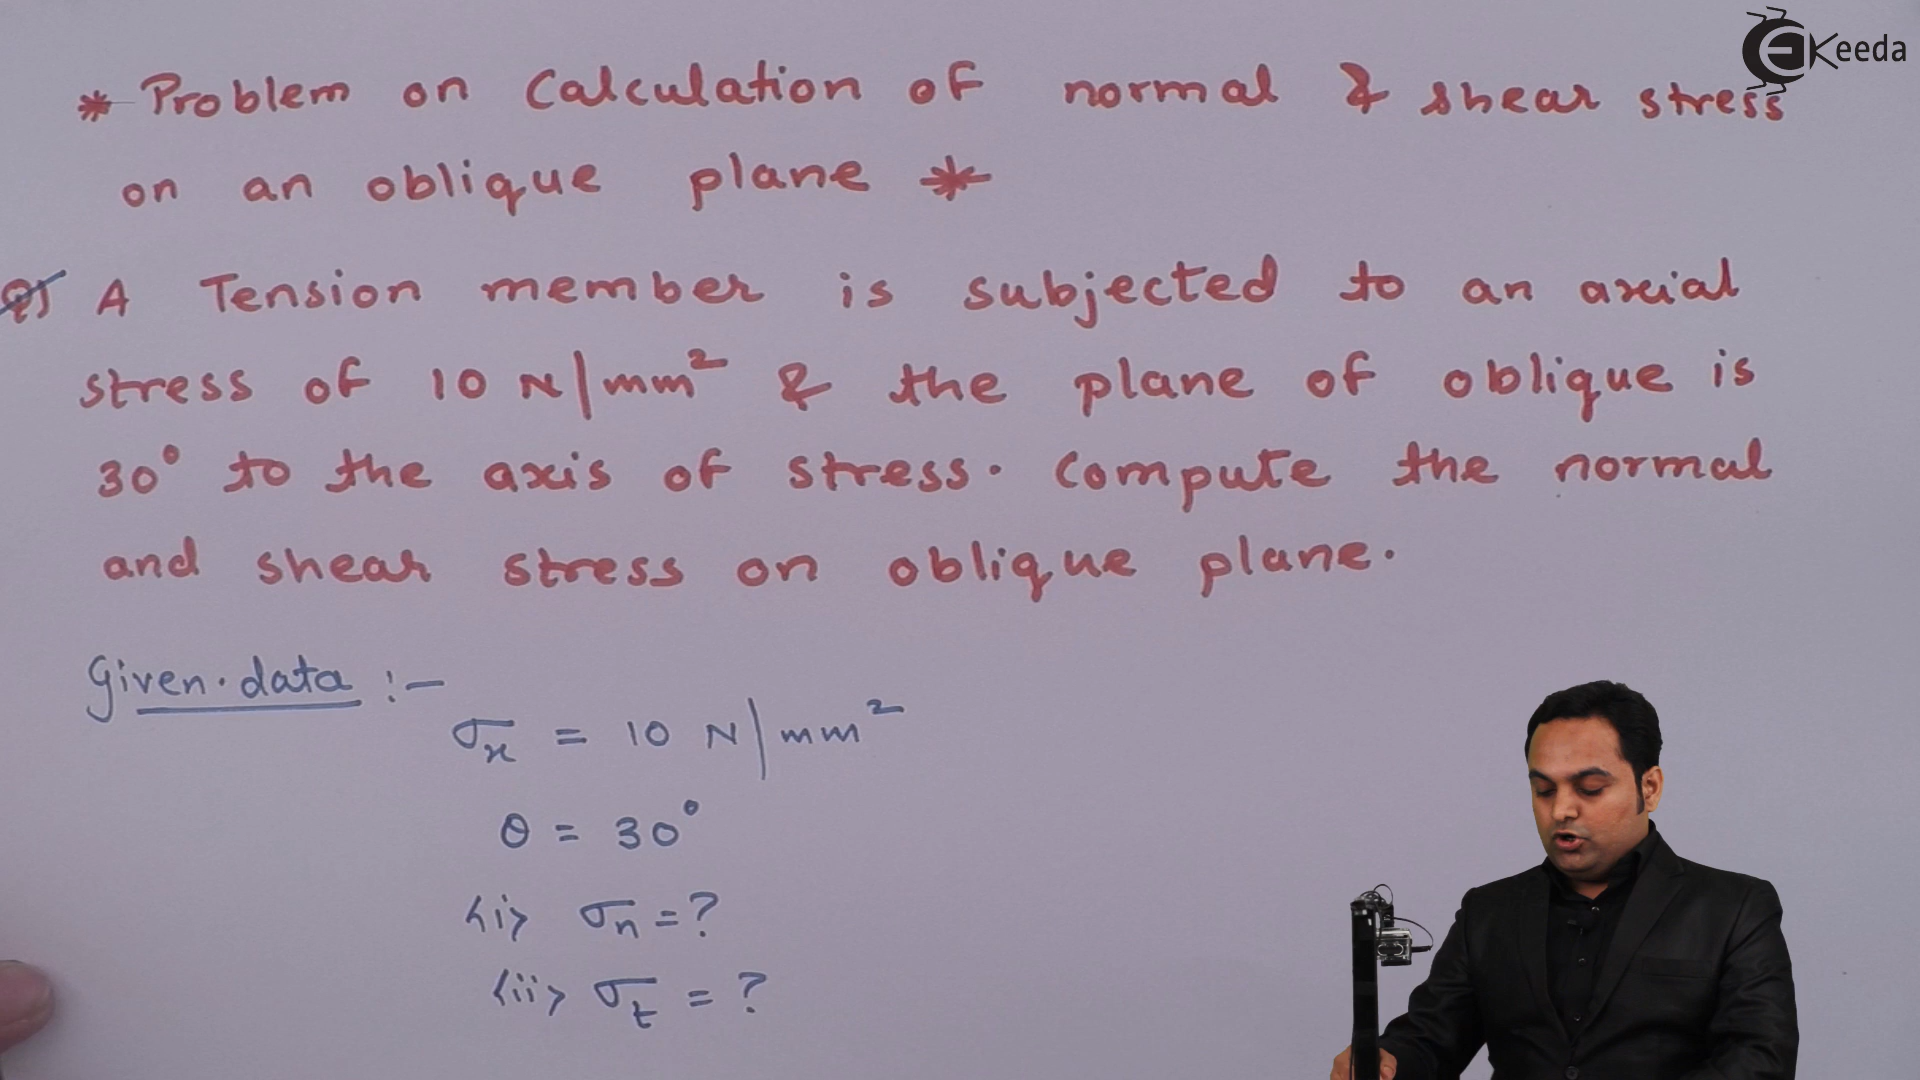 * Problem on Calculation of normal & shear stress
on an oblique plane *
Q) A Tension member is subjected to an axial
stress of 10 N/mm² & the plane of oblique is
30° to the axis of stress. Compute the normal
and shear stress on oblique plane.
Given data :-
σx = 10 N/mm²
θ = 30°
<i> σn = ?
<ii> σt = ?
EKeeda